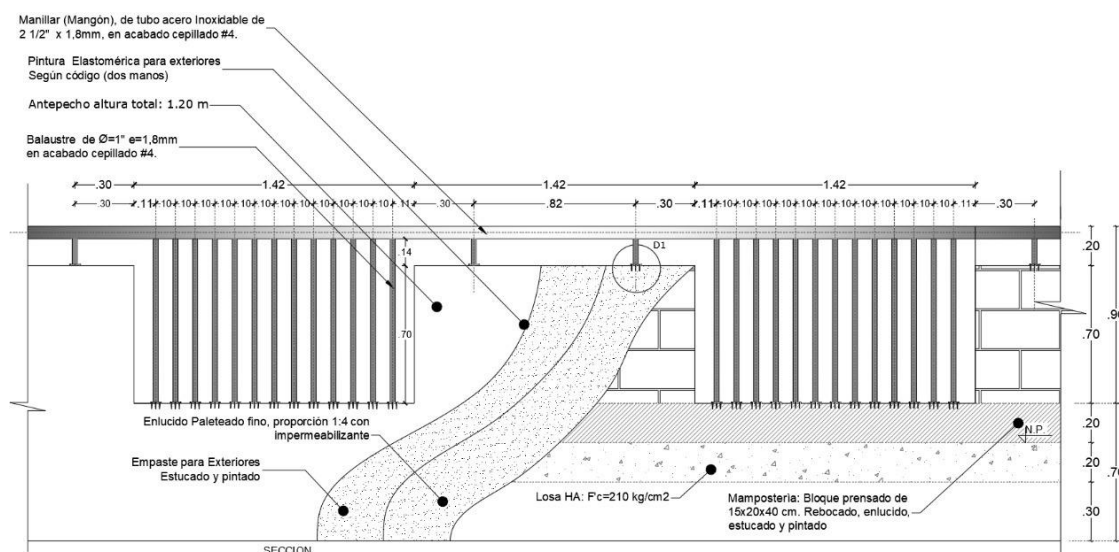 Manillar (Mangón), de tubo acero Inoxidable de
2 1/2" x 1,8mm, en acabado cepillado #4.
Pintura Elastomérica para exteriores
Según código (dos manos)
Antepecho altura total: 1.20 m
Balaustre de Ø=1" e=1,8mm
en acabado cepillado #4.
.30 1.42 1.42 1.42
.30 .11 .10 .10 .10 .10 .10 .10 .10 .10 .10 .10 .10 .10 .11 .30 .82 .30 .11 .10 .10 .10 .10 .10 .10 .10 .10 .10 .10 .10 .10 .11 .30
D1
.14
.20
.70
.70
.90
Enlucido Paleteado fino, proporción 1:4 con
impermeabilizante
.20
N.P.
Empaste para Exteriores
Estucado y pintado
.20
.70
Losa HA: F'c=210 kg/cm2
Mamposteria: Bloque prensado de
15x20x40 cm. Rebocado, enlucido,
estucado y pintado
.30
SECCION